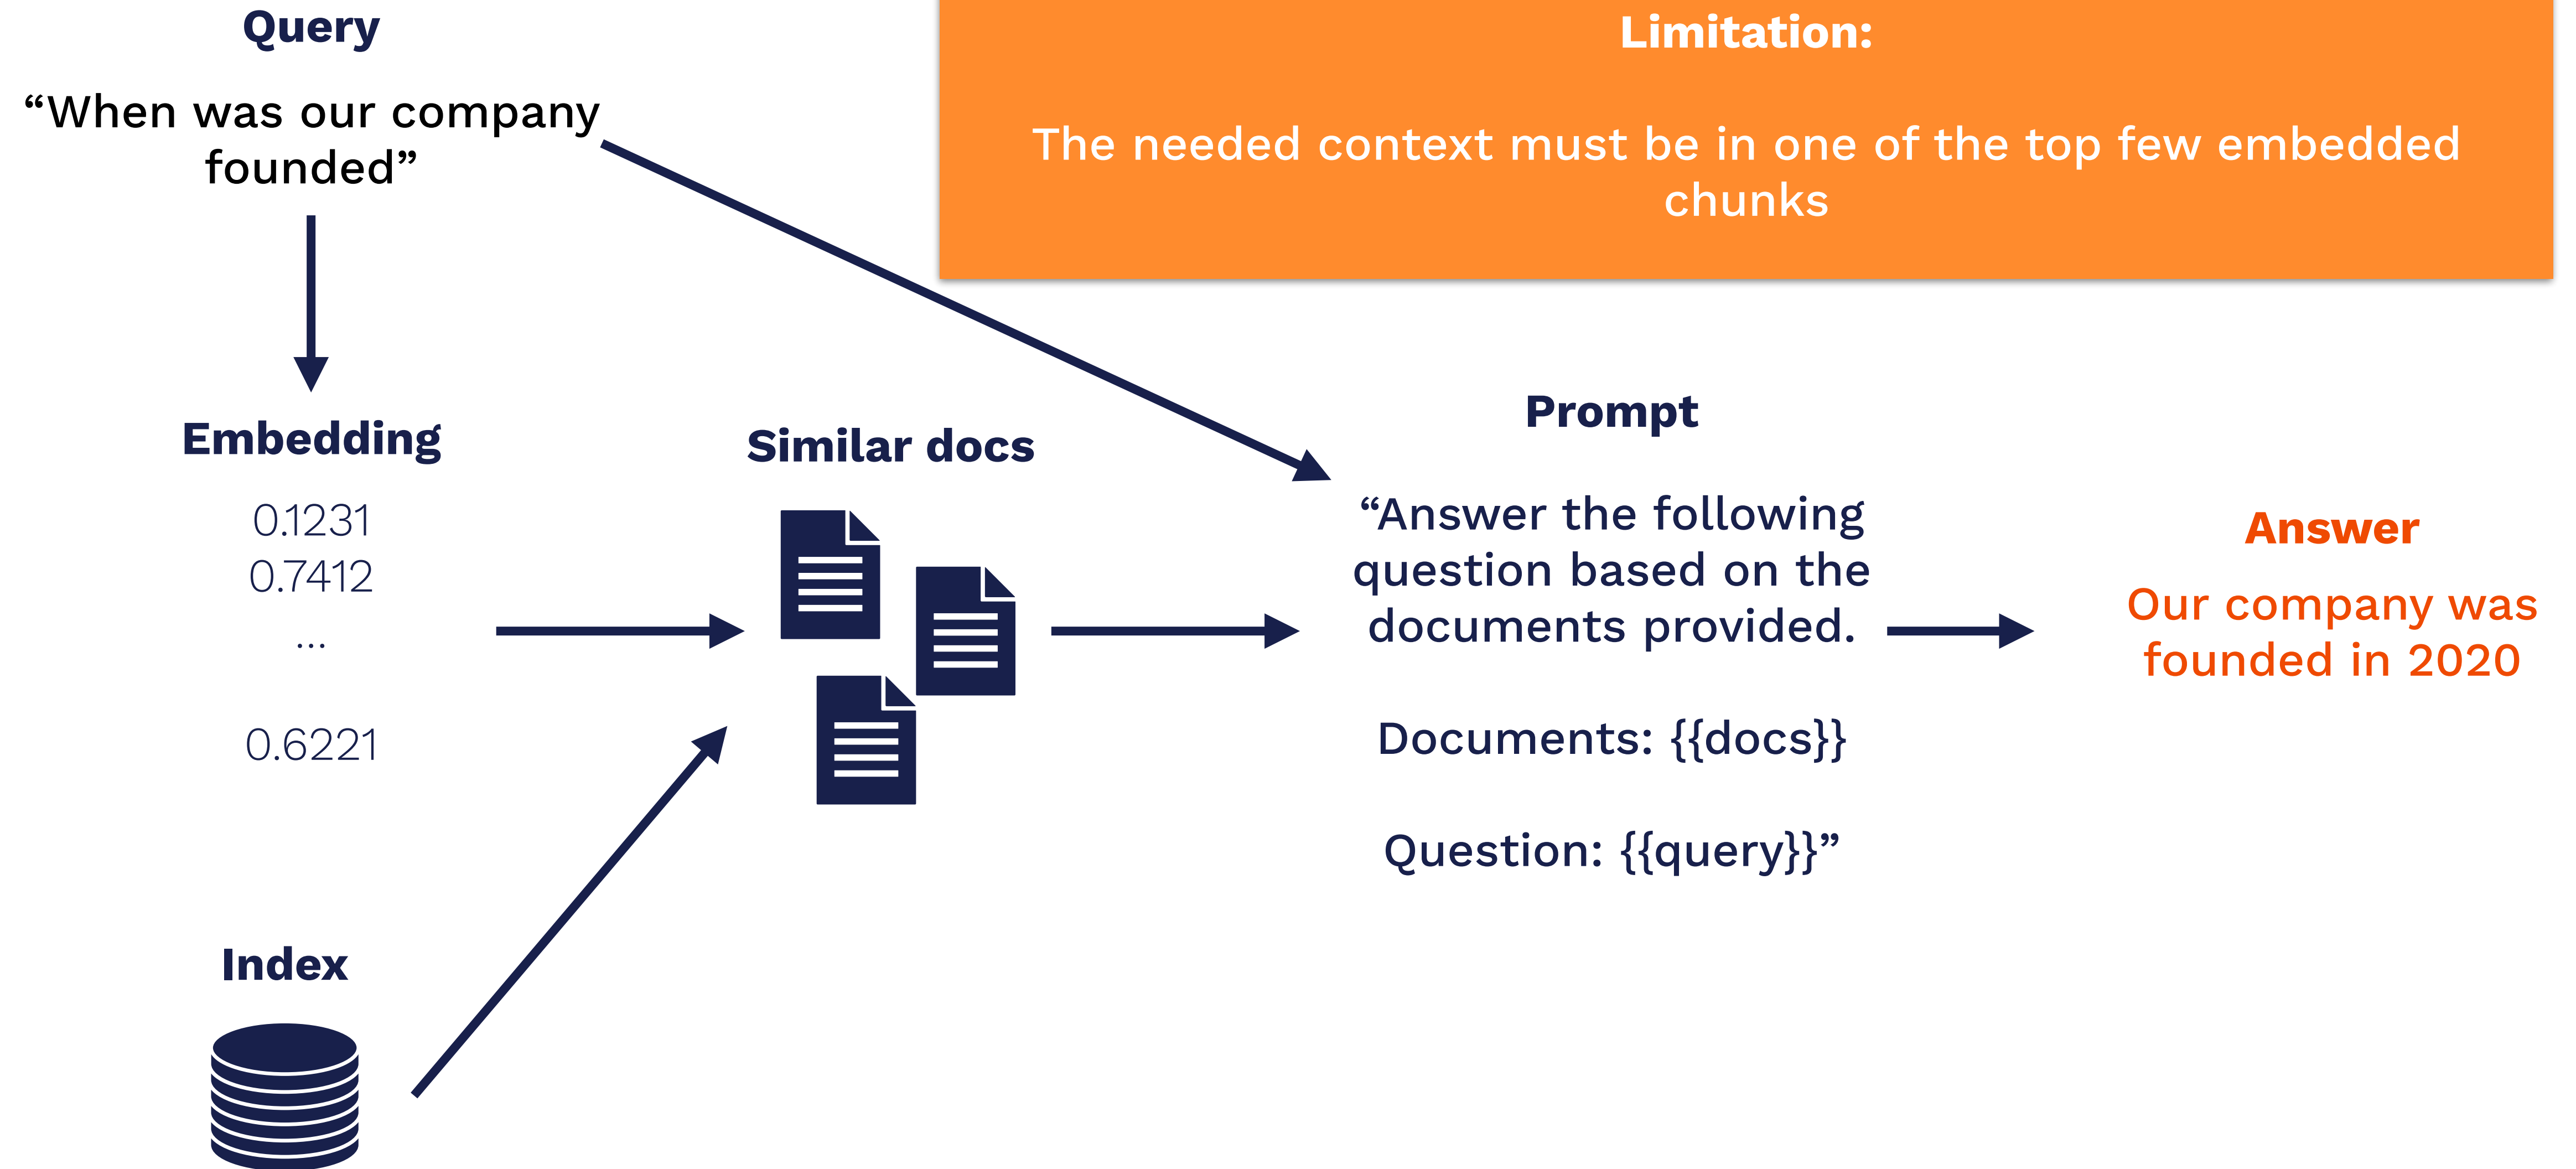 Query
“When was our company
founded”
Limitation:
The needed context must be in one of the top few embedded
chunks
Embedding
0.1231
0.7412
...
0.6221
Similar docs
Prompt
“Answer the following
question based on the
documents provided.
Documents: {{docs}}
Question: {{query}}”
Answer
Our company was
founded in 2020
Index